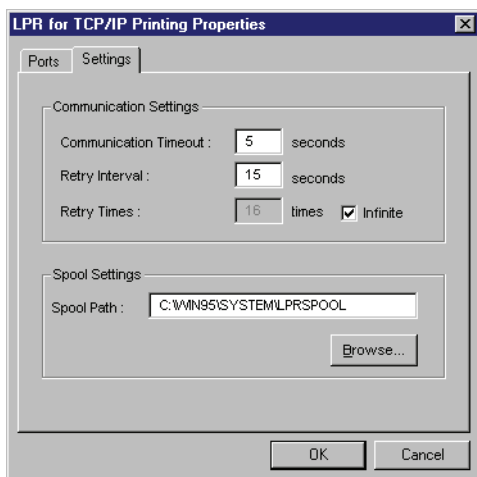 LPR for TCP/IP Printing Properties
Ports Settings
Communication Settings
Communication Timeout : 5 seconds
Retry Interval : 15 seconds
Retry Times : 16 times Infinite
Spool Settings
Spool Path : C:\WIN95\SYSTEM\LPRSPOOL
Browse...
OK Cancel